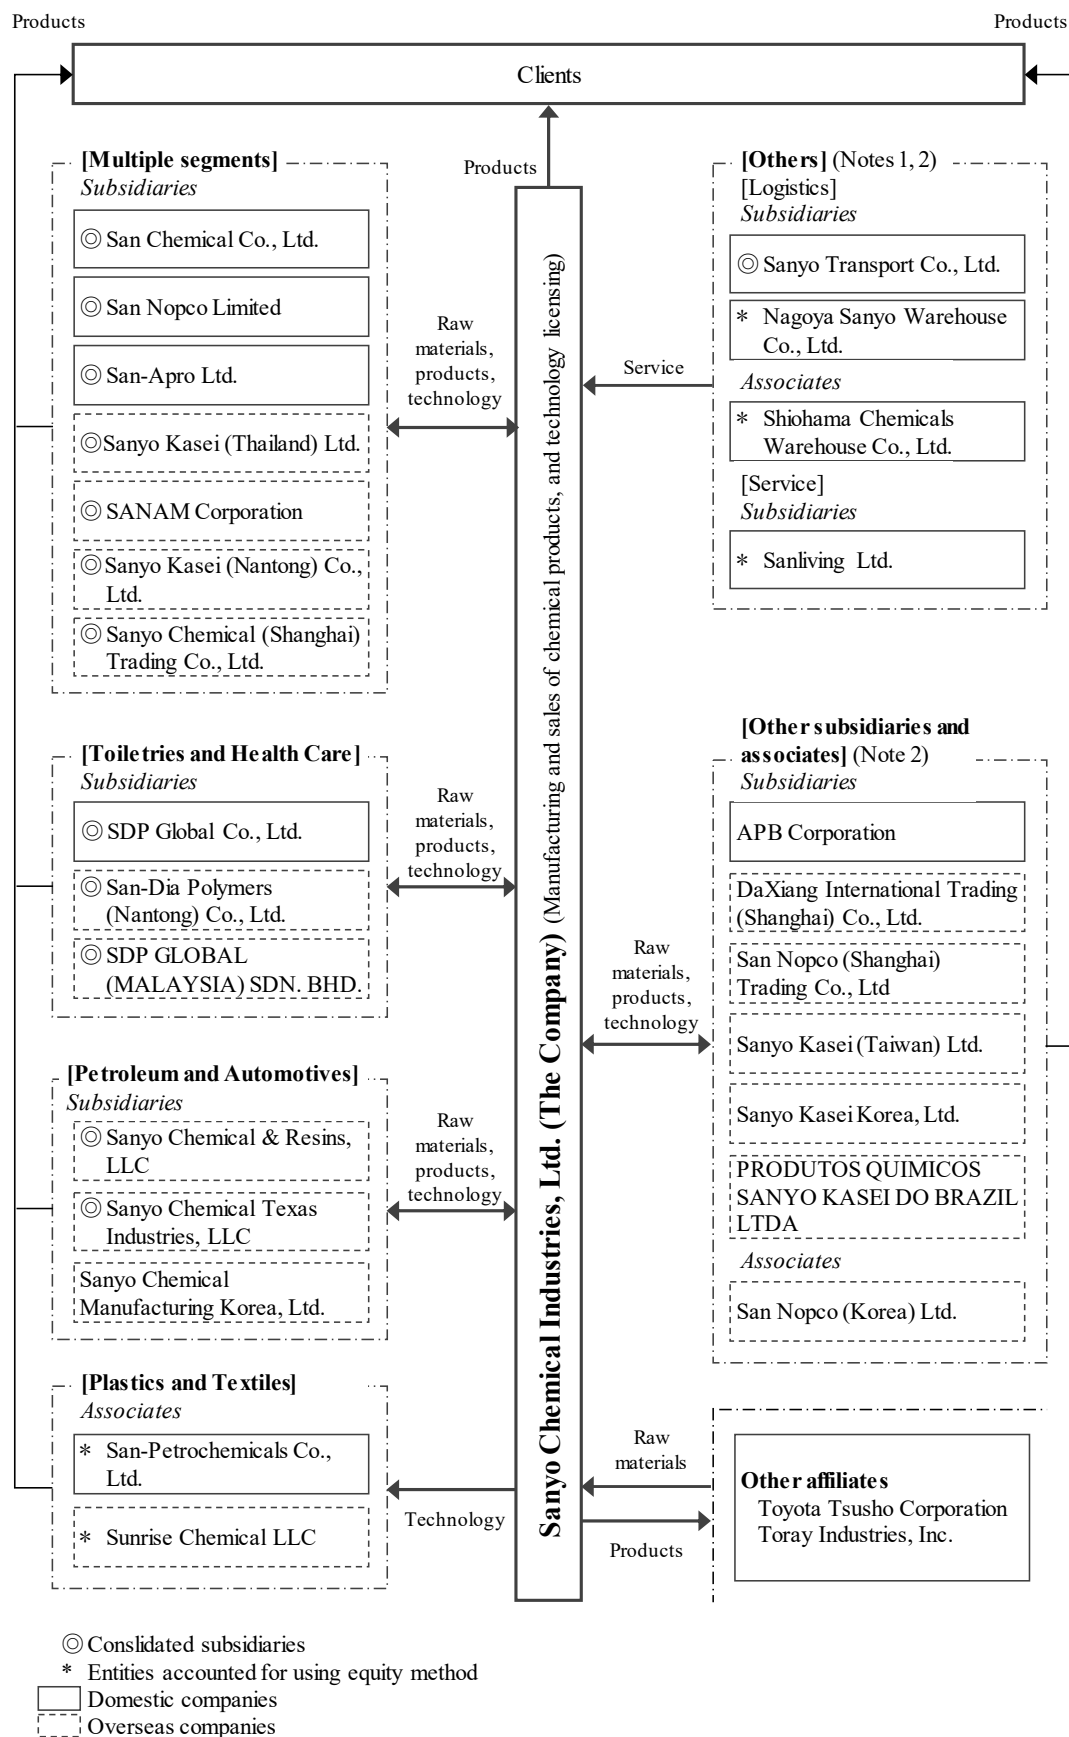 Products
Products
Clients
Products
[Multiple segments]
Subsidiaries
◎ San Chemical Co., Ltd.
◎ San Nopco Limited
◎ San-Apro Ltd.
◎ Sanyo Kasei (Thailand) Ltd.
◎ SANAM Corporation
◎ Sanyo Kasei (Nantong) Co.,
Ltd.
◎ Sanyo Chemical (Shanghai)
Trading Co., Ltd.
Raw
materials,
products,
technology
[Toiletries and Health Care]
Subsidiaries
◎ SDP Global Co., Ltd.
◎ San-Dia Polymers
(Nantong) Co., Ltd.
◎ SDP GLOBAL
(MALAYSIA) SDN. BHD.
Raw
materials,
products,
technology
[Petroleum and Automotives]
Subsidiaries
◎ Sanyo Chemical & Resins,
LLC
◎ Sanyo Chemical Texas
Industries, LLC
Sanyo Chemical
Manufacturing Korea, Ltd.
Raw
materials,
products,
technology
[Plastics and Textiles]
Associates
* San-Petrochemicals Co.,
Ltd.
* Sunrise Chemical LLC
Technology
Sanyo Chemical Industries, Ltd. (The Company) (Manufacturing and sales of chemical products, and technology licensing)
[Others] (Notes 1, 2)
[Logistics]
Subsidiaries
◎ Sanyo Transport Co., Ltd.
* Nagoya Sanyo Warehouse
Co., Ltd.
Associates
* Shiohama Chemicals
Warehouse Co., Ltd.
[Service]
Subsidiaries
* Sanliving Ltd.
Service
[Other subsidiaries and
associates] (Note 2)
Subsidiaries
APB Corporation
DaXiang International Trading
(Shanghai) Co., Ltd.
San Nopco (Shanghai)
Trading Co., Ltd
Sanyo Kasei (Taiwan) Ltd.
Sanyo Kasei Korea, Ltd.
PRODUTOS QUIMICOS
SANYO KASEI DO BRAZIL
LTDA
Associates
San Nopco (Korea) Ltd.
Raw
materials,
products,
technology
Raw
materials
Products
Other affiliates
Toyota Tsusho Corporation
Toray Industries, Inc.
◎ Conslidated subsidiaries
* Entities accounted for using equity method
Domestic companies
Overseas companies